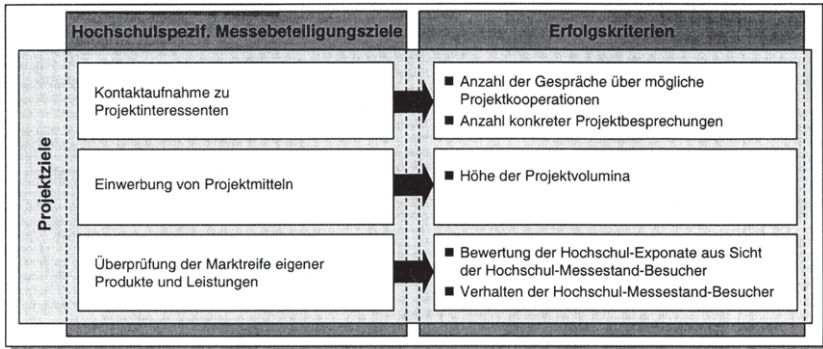 Hochschulspezif. Messebeteiligungsziele
Erfolgskriterien
Projektziele
Kontaktaufnahme zu
Projektinteressenten
■ Anzahl der Gespräche über mögliche
Projektkooperationen
■ Anzahl konkreter Projektbesprechungen
Einwerbung von Projektmitteln
■ Höhe der Projektvolumina
Überprüfung der Marktreife eigener
Produkte und Leistungen
■ Bewertung der Hochschul-Exponate aus Sicht
der Hochschul-Messestand-Besucher
■ Verhalten der Hochschul-Messestand-Besucher